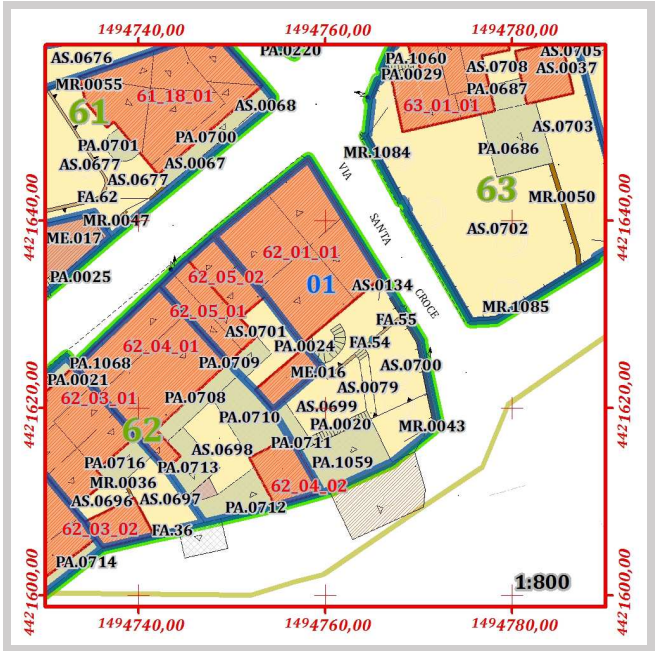 1494740,00 1494760,00 1494780,00
AS.0676
PA.0220
PA.1060
AS.0705
MR.0055
PA.0029
AS.0708
AS.0037
61_18_01
PA.0687
61
AS.0068
63_01_01
AS.0703
PA.0701
PA.0700
MR.1084
PA.0686
AS.0677
AS.0067
VIA
AS.0677
63
FA.62
MR.0050
4421640,00
MR.0047
SANTA
4421640,00
ME.017
AS.0702
62_01_01
PA.0025
62_05_02
01
AS.0134
CROCE
MR.1085
62_05_01
FA.55
AS.0701
62_04_01
PA.0024
FA.54
PA.1068
PA.0709
AS.0700
PA.0021
ME.016
AS.0079
62_03_01
PA.0708
4421620,00
AS.0699
4421620,00
62
PA.0710
PA.0020
MR.0043
PA.0711
AS.0698
PA.0716
PA.0713
PA.1059
MR.0036
AS.0696
AS.0697
62_04_02
PA.0712
62_03_02
FA.36
PA.0714
1:800
4421600,00
4421600,00
1494740,00 1494760,00 1494780,00